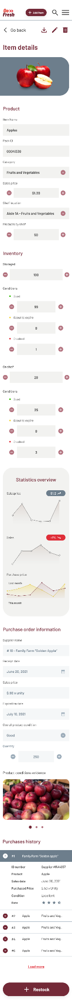 Go
Fresh
Add item
Go back
Item details
Product
Item Name
Apples
Pack ID
00041330
Category
Fruits and Vegetables
Sales price
$1.20
Shelf location
Aisle 1A - Fruits and Vegetables
Products by shelf
50
Inventory
Storaged
100
Conditions
Good
99
About to expire
0
Crushed
1
On shelf
28
Conditions
Good
25
About to expire
0
Crushed
3
Statistics overview
Salesprice
$1.2
Sales
-7%
Purchase price
Last month
This month
Purchase order information
Supplier name
# 10 - Family Farm "Golden Apple"
Receipt date
June 20, 2021
Sales price
$.90 x unity
Expiration date
July 10, 2021
Overall product condition
Good
Quantity
250
Product conditions evidence
Purchases history
#1 Family Farm "Golden apple"
ID number Supplier #RA4657
Product Apple
Sales date June 20, 2021
Purchased Price 3.50 x Unity
Condition Excellent
Rate
#2 Apple Fruits and Veg..
#3 Apple Fruits and Veg..
#4 Apple Fruits and Veg..
#5 Apple Fruits and Veg..
Load more
Restock